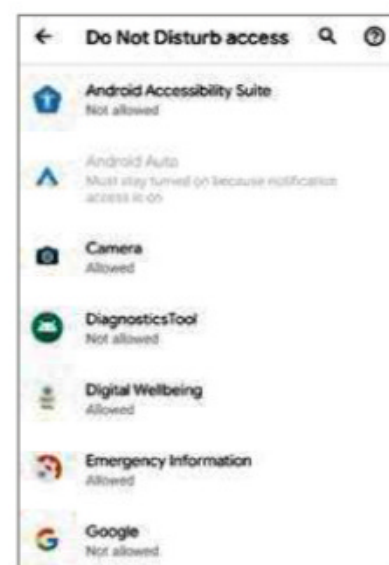 Do Not Disturb access
Android Accessibility Suite
Not allowed
Android Auto
Must stay turned on because notification
access is on
Camera
Allowed
DiagnosticsTool
Not allowed
Digital Wellbeing
Allowed
Emergency Information
Allowed
Google
Not allowed